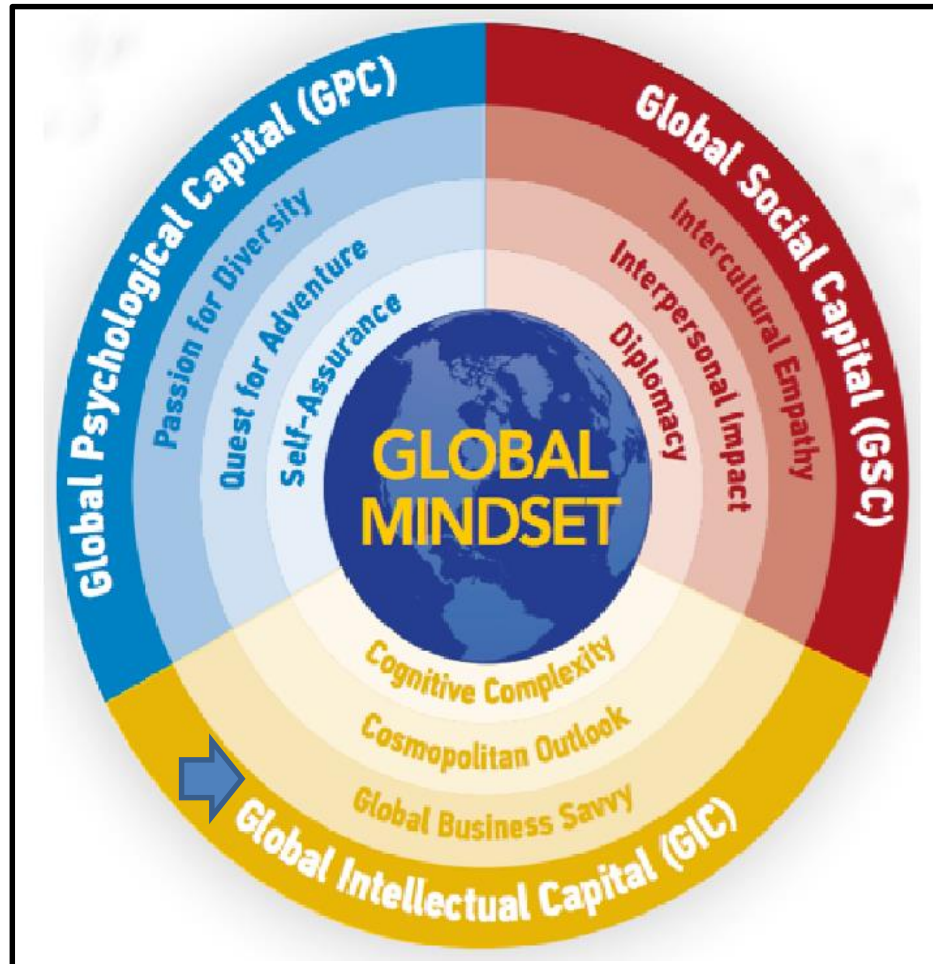 Global Psychological Capital (GPC)
Passion for Diversity
Quest for Adventure
Self-Assurance
Global Social Capital (GSC)
Intercultural Empathy
Interpersonal Impact
Diplomacy
GLOBAL
MINDSET
Cognitive Complexity
Cosmopolitan Outlook
Global Business Savvy
Global Intellectual Capital (GIC)